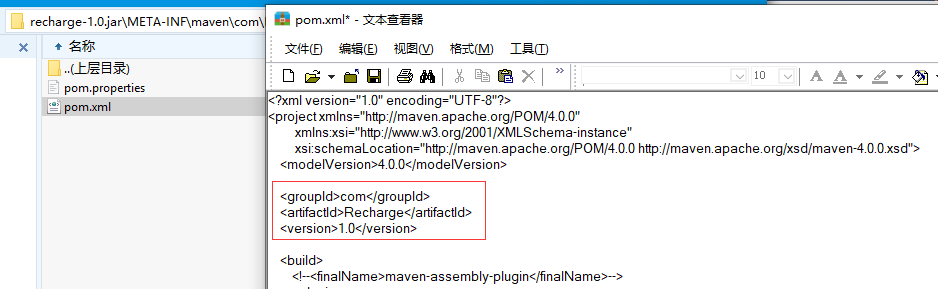 recharge-1.0.jar\META-INF\maven\com\
名称
..(上层目录)
pom.properties
pom.xml
pom.xml* - 文本查看器
文件(F) 编辑(E) 视图(V) 格式(M) 工具(T)
10
<?xml version="1.0" encoding="UTF-8"?>
<project xmlns="http://maven.apache.org/POM/4.0.0"
xmlns:xsi="http://www.w3.org/2001/XMLSchema-instance"
xsi:schemaLocation="http://maven.apache.org/POM/4.0.0 http://maven.apache.org/xsd/maven-4.0.0.xsd">
<modelVersion>4.0.0</modelVersion>
<groupId>com</groupId>
<artifactId>Recharge</artifactId>
<version>1.0</version>
<build>
<!--<finalName>maven-assembly-plugin</finalName>-->